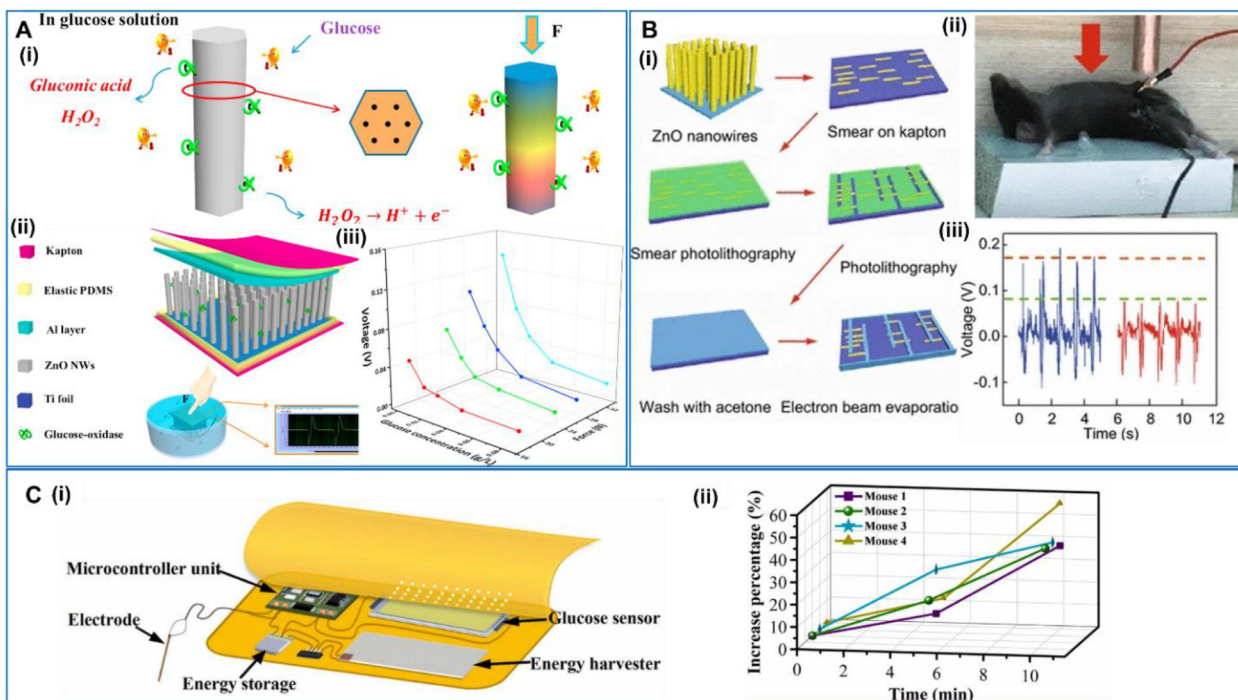 A
In glucose solution
(i)
Glucose
F
Gluconic acid
H₂O₂
H₂O₂ → H⁺ + e⁻
(ii)
Kapton
Elastic PDMS
Al layer
ZnO NWs
Ti foil
Glucose-oxidase
F
(iii)
0.16
0.12
0.08
0.04
0.00
Voltage (V)
Glucose concentration (g/L)
Force (N)
B
(i)
ZnO nanowires
Smear on kapton
Smear photolithography
Photolithography
Wash with acetone
Electron beam evaporatio
(ii)
(iii)
0.2
0.1
0.0
-0.1
Voltage (V)
0 2 4 6 8 10 12
Time (s)
C (i)
Microcontroller unit
Electrode
Energy storage
Glucose sensor
Energy harvester
(ii)
Mouse 1
Mouse 2
Mouse 3
Mouse 4
60
50
40
30
20
10
0
Increase percentage (%)
0 2 4 6 8 10
Time (min)